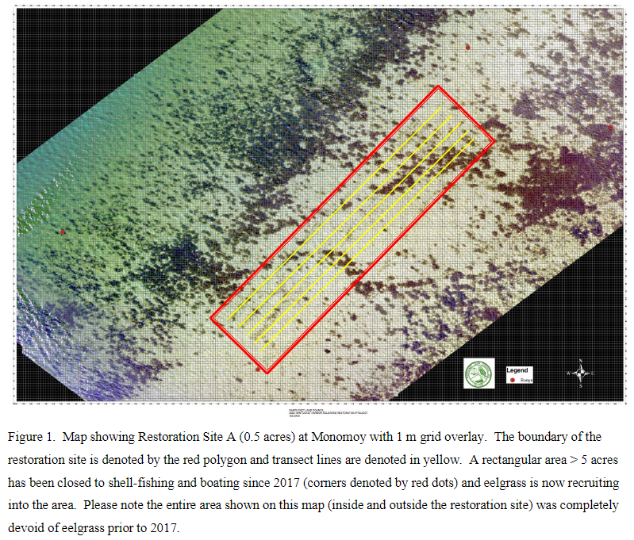 Legend
Figure 1. Map showing Restoration Site A (0.5 acres) at Monomoy with 1 m grid overlay. The boundary of the
restoration site is denoted by the red polygon and transect lines are denoted in yellow. A rectangular area > 5 acres
has been closed to shell-fishing and boating since 2017 (corners denoted by red dots) and eelgrass is now recruiting
into the area. Please note the entire area shown on this map (inside and outside the restoration site) was completely
devoid of eelgrass prior to 2017.